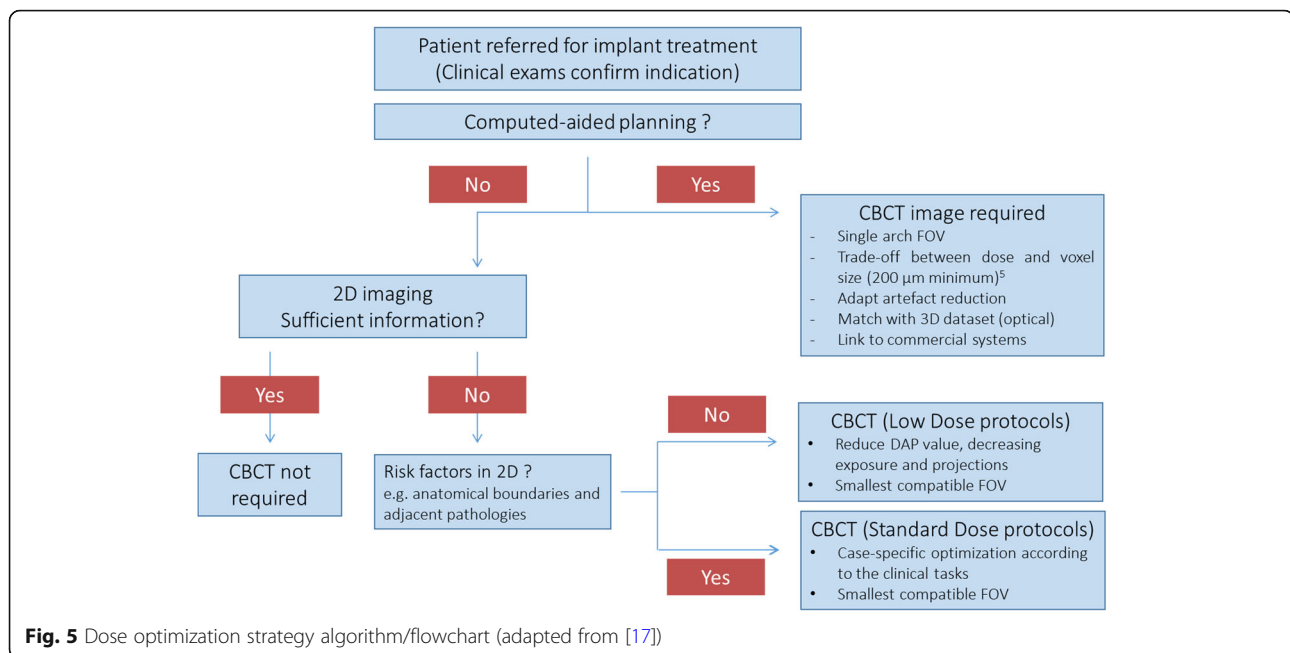 Patient referred for implant treatment
(Clinical exams confirm indication)
Computed-aided planning ?
No
Yes
CBCT image required
- Single arch FOV
- Trade-off between dose and voxel
size (200 µm minimum)5
- Adapt artefact reduction
- Match with 3D dataset (optical)
- Link to commercial systems
2D imaging
Sufficient information?
Yes
No
CBCT not
required
Risk factors in 2D ?
e.g. anatomical boundaries and
adjacent pathologies
No
CBCT (Low Dose protocols)
• Reduce DAP value, decreasing
exposure and projections
• Smallest compatible FOV
Yes
CBCT (Standard Dose protocols)
• Case-specific optimization according
to the clinical tasks
• Smallest compatible FOV
Fig. 5 Dose optimization strategy algorithm/flowchart (adapted from [17])